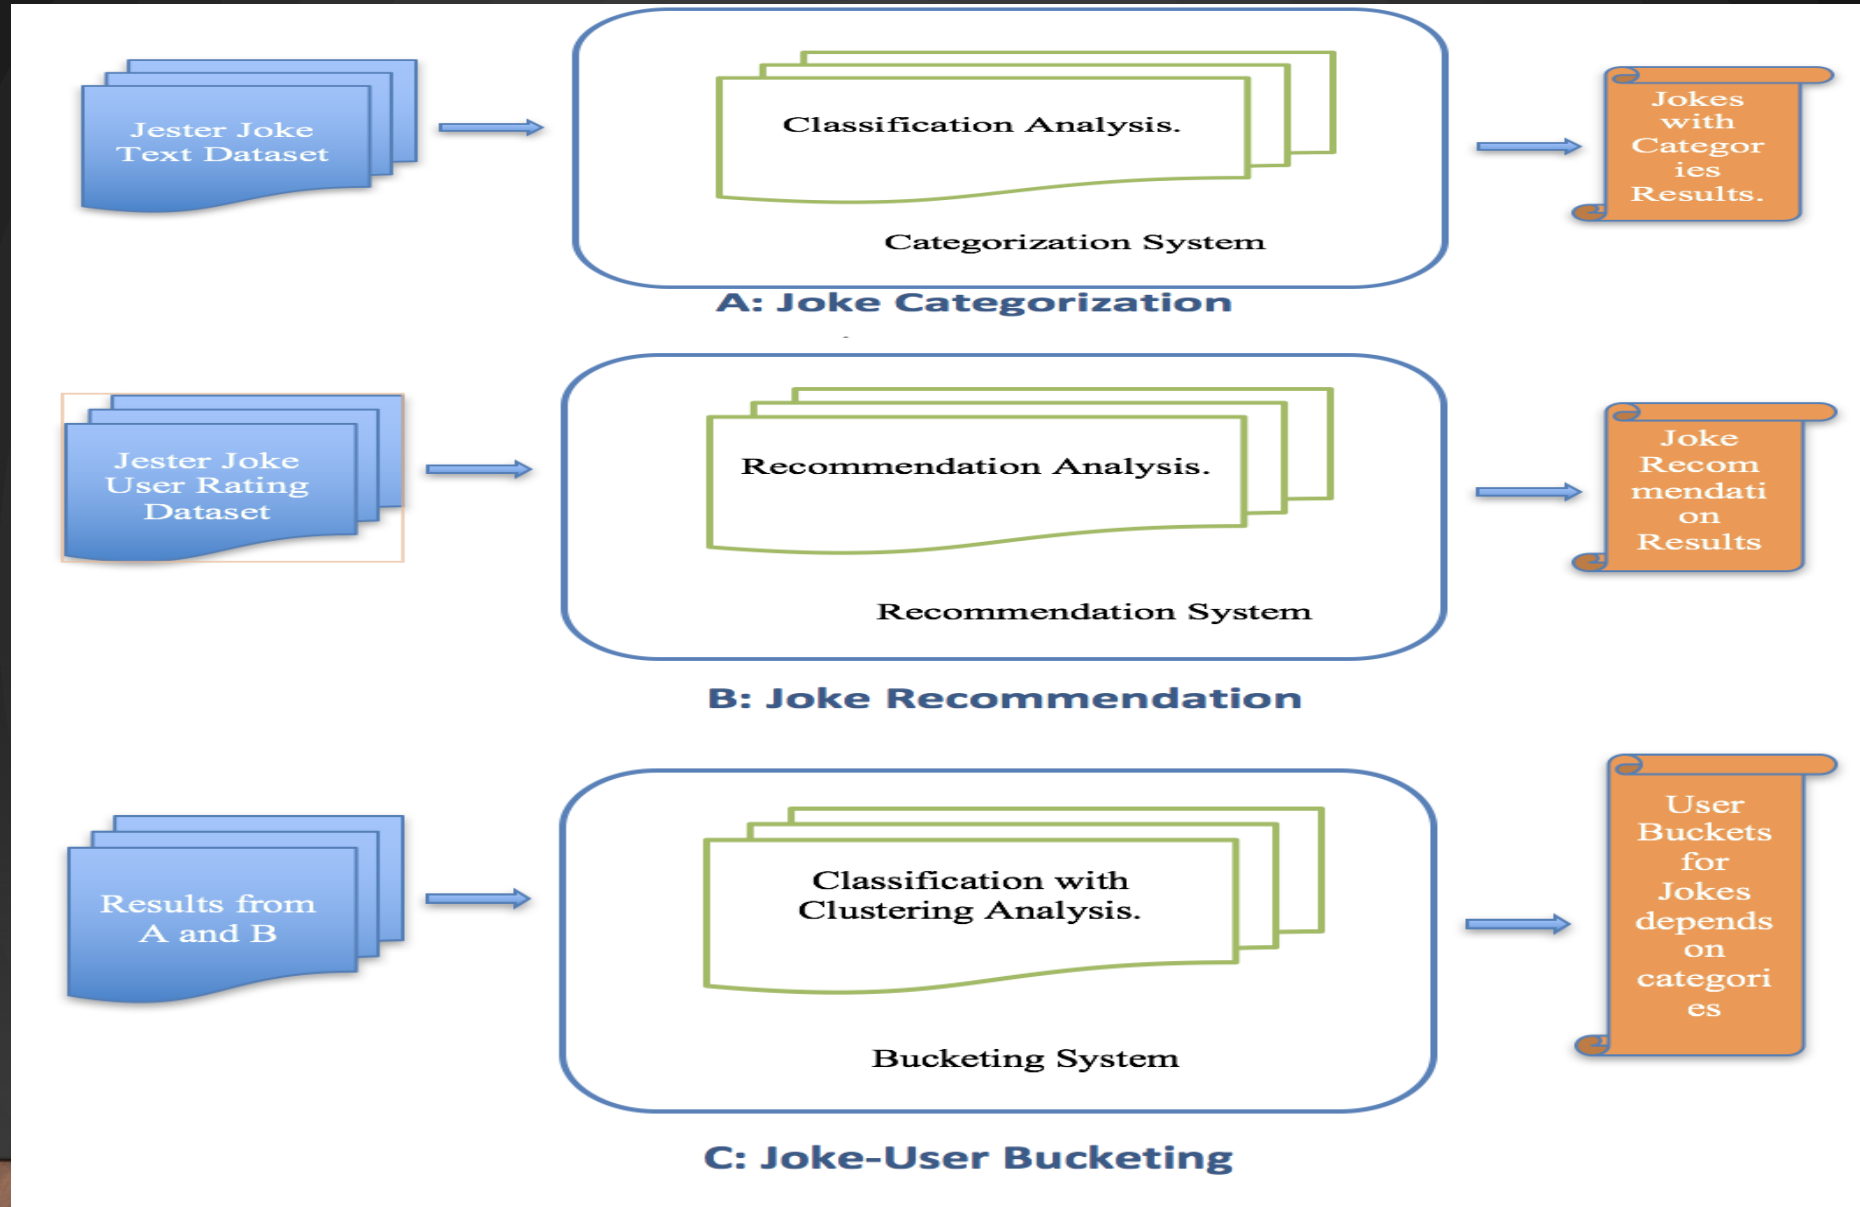 Jester Joke
Text Dataset
Classification Analysis.
Categorization System
Jokes
with
Categor
ies
Results.
A: Joke Categorization
Jester Joke
User Rating
Dataset
Recommendation Analysis.
Recommendation System
Joke
Recom
mendati
on
Results
B: Joke Recommendation
Results from
A and B
Classification with
Clustering Analysis.
Bucketing System
User
Buckets
for
Jokes
depends
on
categori
es
C: Joke-User Bucketing